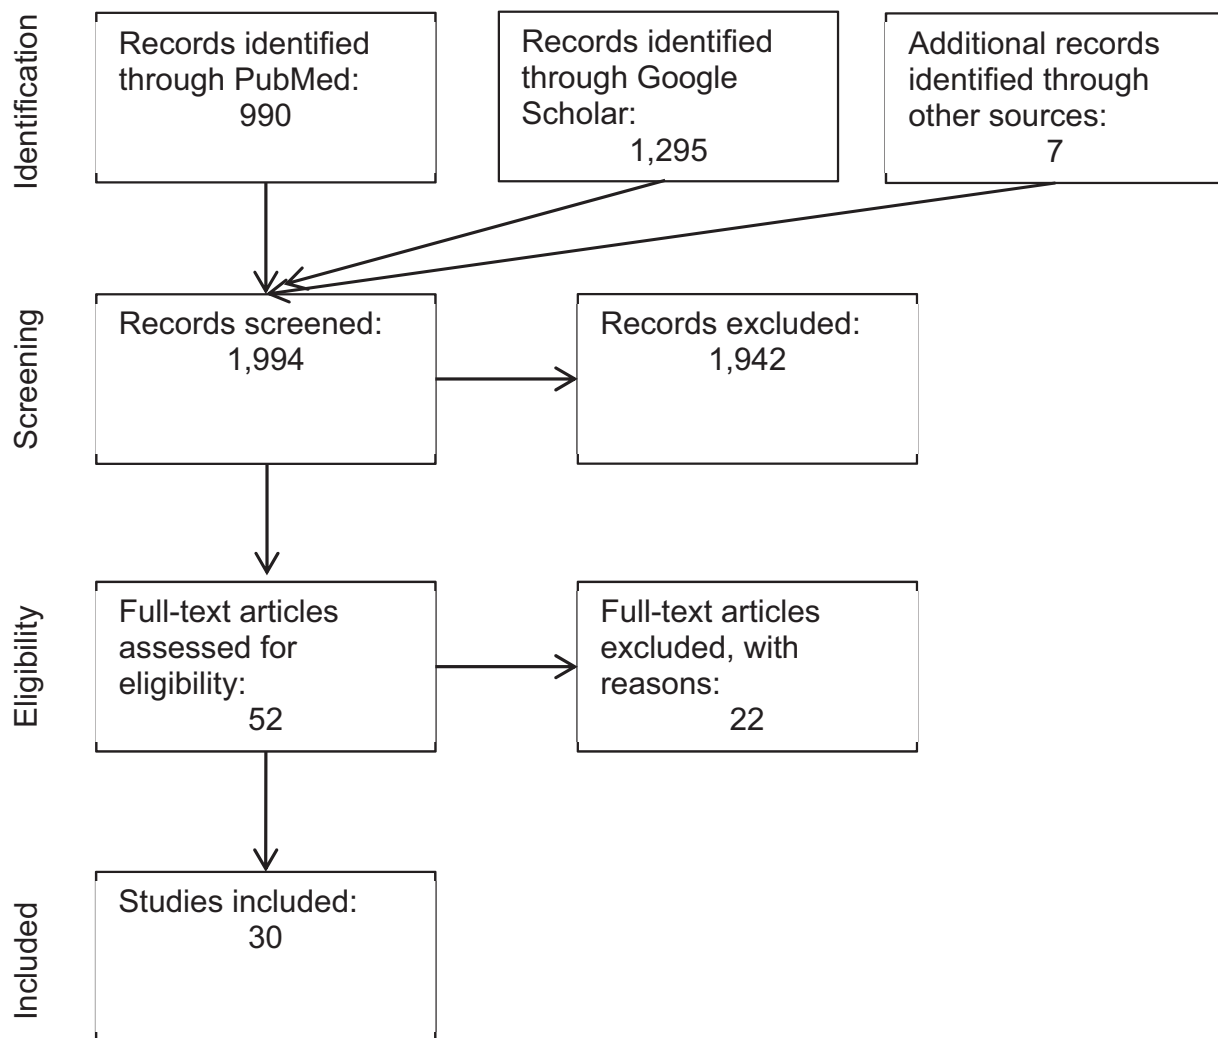 Identification
Records identified
through PubMed:
990
Records identified
through Google
Scholar:
1,295
Additional records
identified through
other sources:
7
Screening
Records screened:
1,994
Records excluded:
1,942
Eligibility
Full-text articles
assessed for
eligibility:
52
Full-text articles
excluded, with
reasons:
22
Included
Studies included:
30